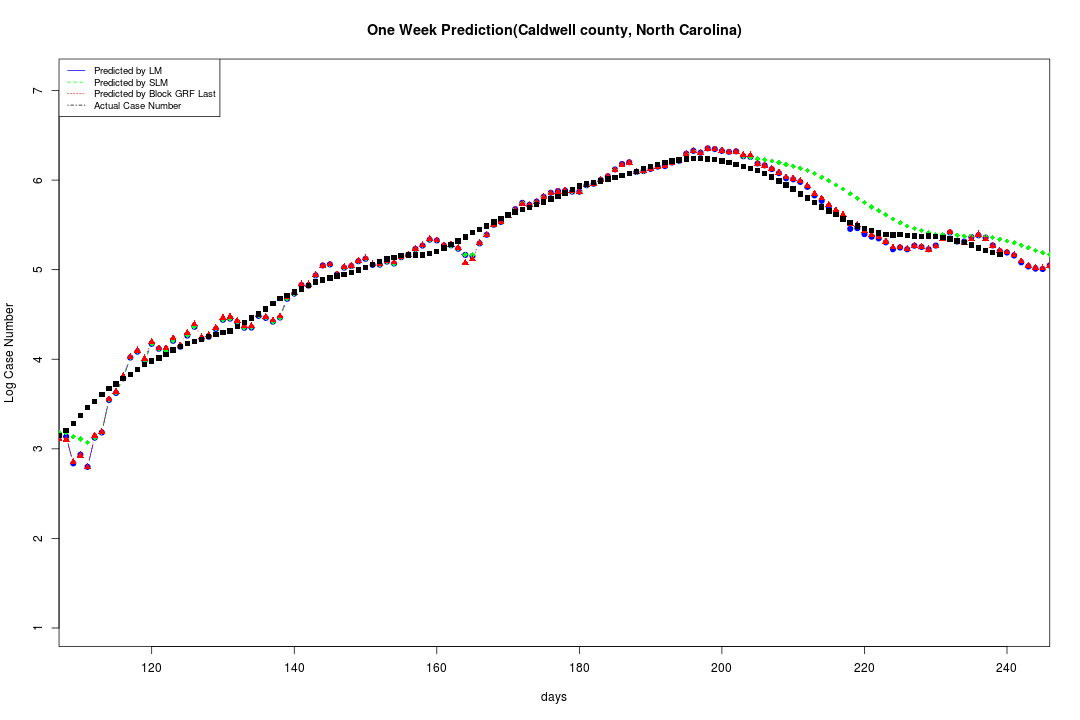 One Week Prediction(Caldwell county, North Carolina)
Predicted by LM
Predicted by SLM
Predicted by Block GRF Last
Actual Case Number
Log Case Number
7
6
5
4
3
2
1
120 140 160 180 200 220 240
days